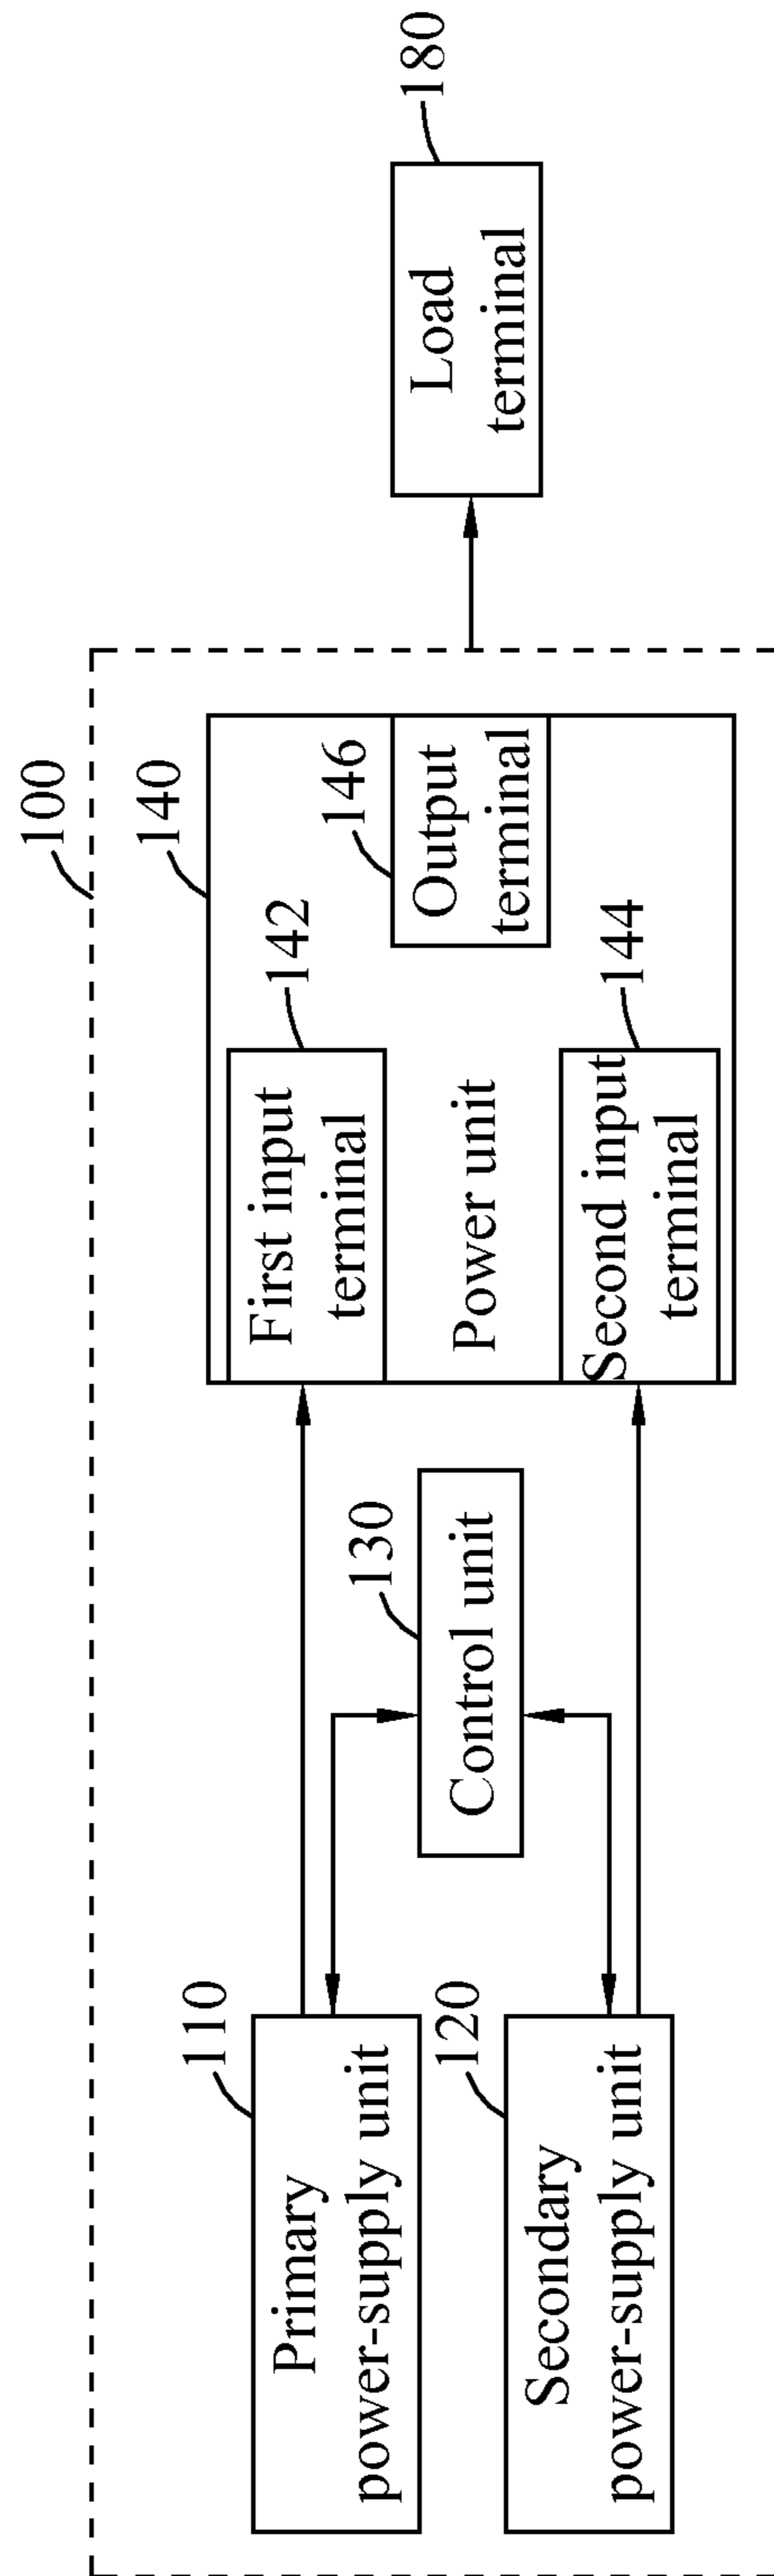 100
140
110
142
146
180
Primary
power-supply unit
First input
terminal
130
Control unit
Power unit
Output
terminal
Load
terminal
120
144
Secondary
power-supply unit
Second input
terminal